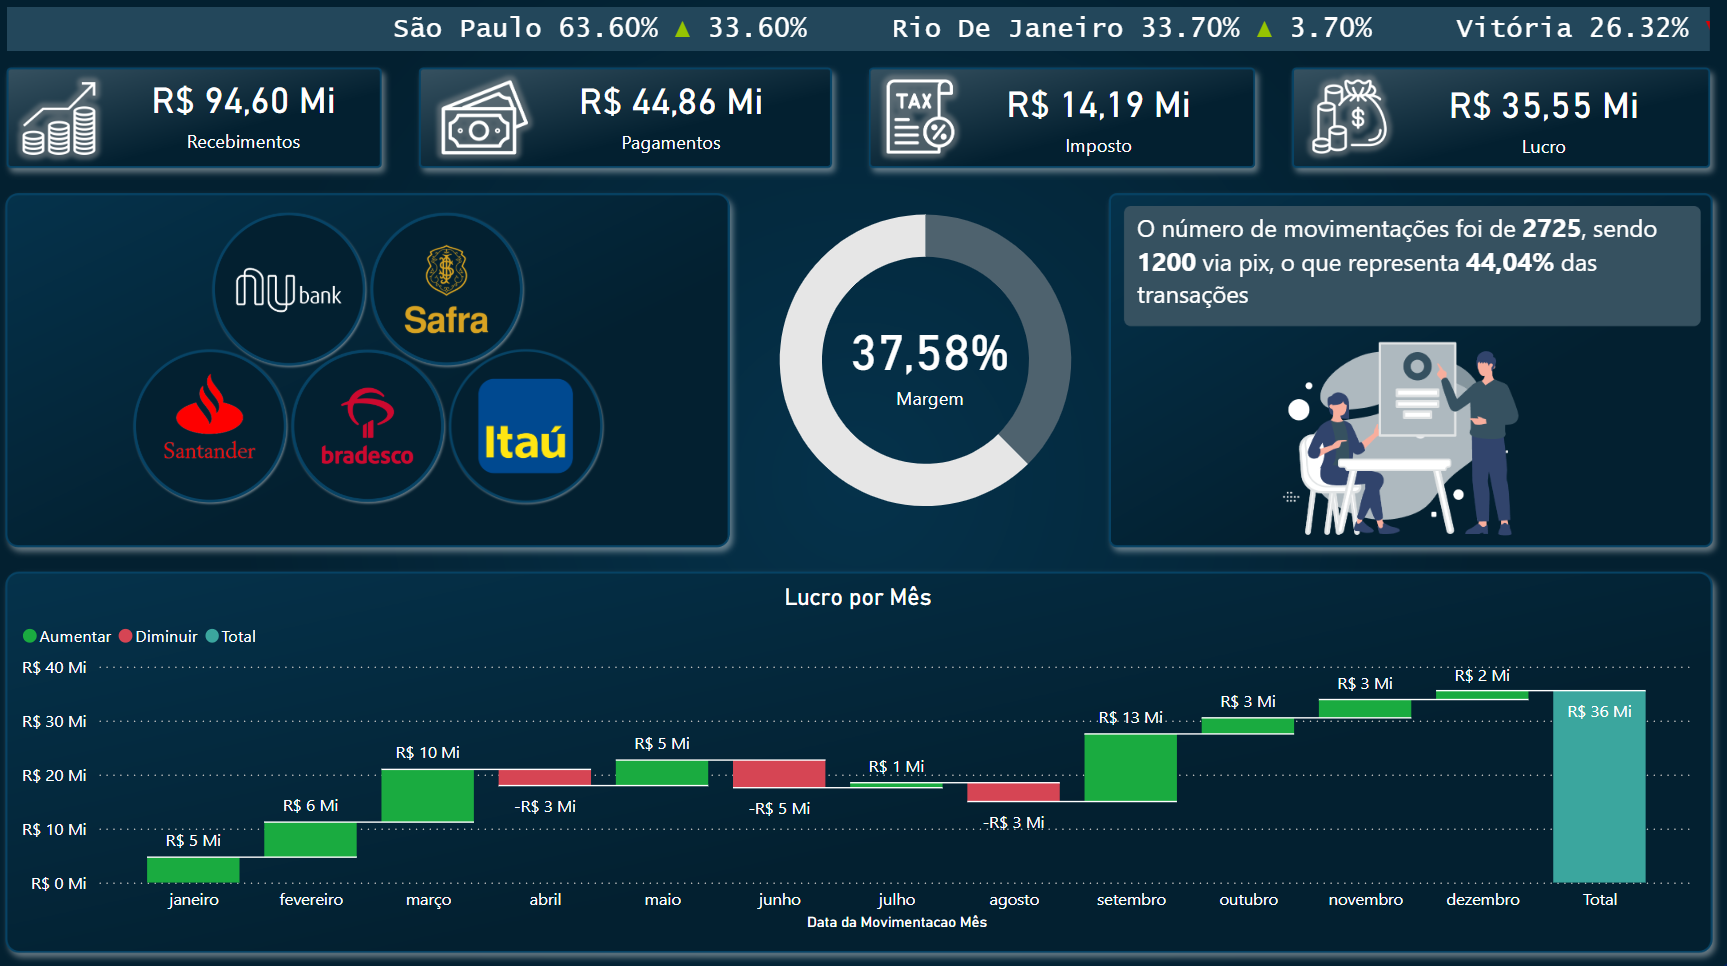 São Paulo 63.60% ▲ 33.60% Rio De Janeiro 33.70% ▲ 3.70% Vitória 26.32%
R$ 94,60 Mi
Recebimentos
R$ 44,86 Mi
Pagamentos
TAX
%
R$ 14,19 Mi
Imposto
$
R$ 35,55 Mi
Lucro
nu bank
Safra
Santander
bradesco
Itaú
37,58%
Margem
O número de movimentações foi de 2725, sendo
1200 via pix, o que representa 44,04% das
transações
Lucro por Mês
Aumentar Diminuir Total
R$ 40 Mi
R$ 30 Mi
R$ 20 Mi
R$ 10 Mi
R$ 0 Mi
R$ 5 Mi
R$ 6 Mi
R$ 10 Mi
-R$ 3 Mi
R$ 5 Mi
-R$ 5 Mi
R$ 1 Mi
-R$ 3 Mi
R$ 13 Mi
R$ 3 Mi
R$ 3 Mi
R$ 2 Mi
R$ 36 Mi
janeiro fevereiro março abril maio junho julho agosto setembro outubro novembro dezembro Total
Data da Movimentacao Mês